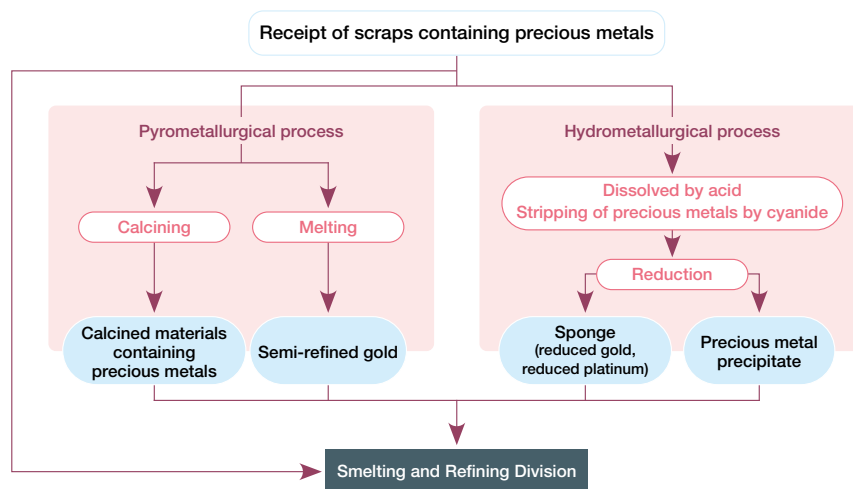 Receipt of scraps containing precious metals
Pyrometallurgical process
Hydrometallurgical process
Calcining
Melting
Dissolved by acid
Stripping of precious metals by cyanide
Reduction
Calcined materials
containing
precious metals
Semi-refined gold
Sponge
(reduced gold,
reduced platinum)
Precious metal
precipitate
Smelting and Refining Division